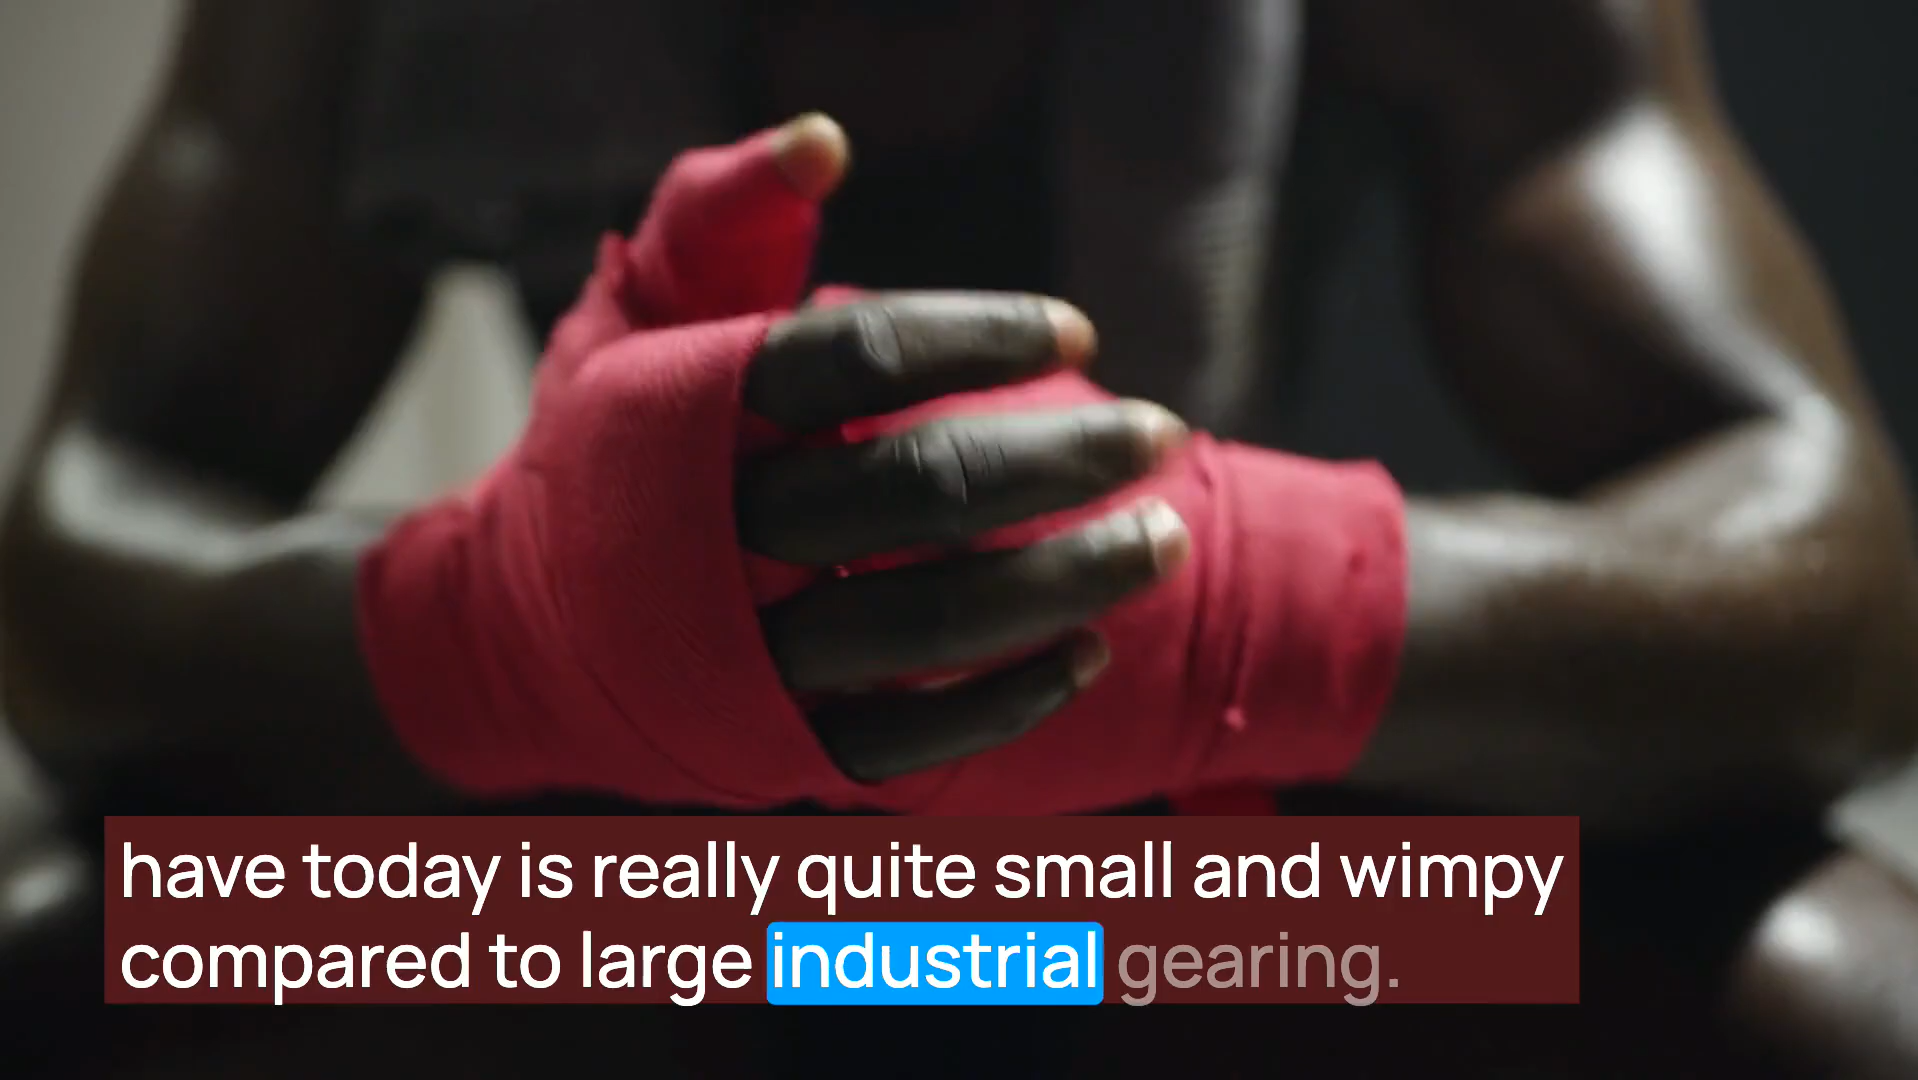 have today is really quite small and wimpy
compared to large industrial gearing.